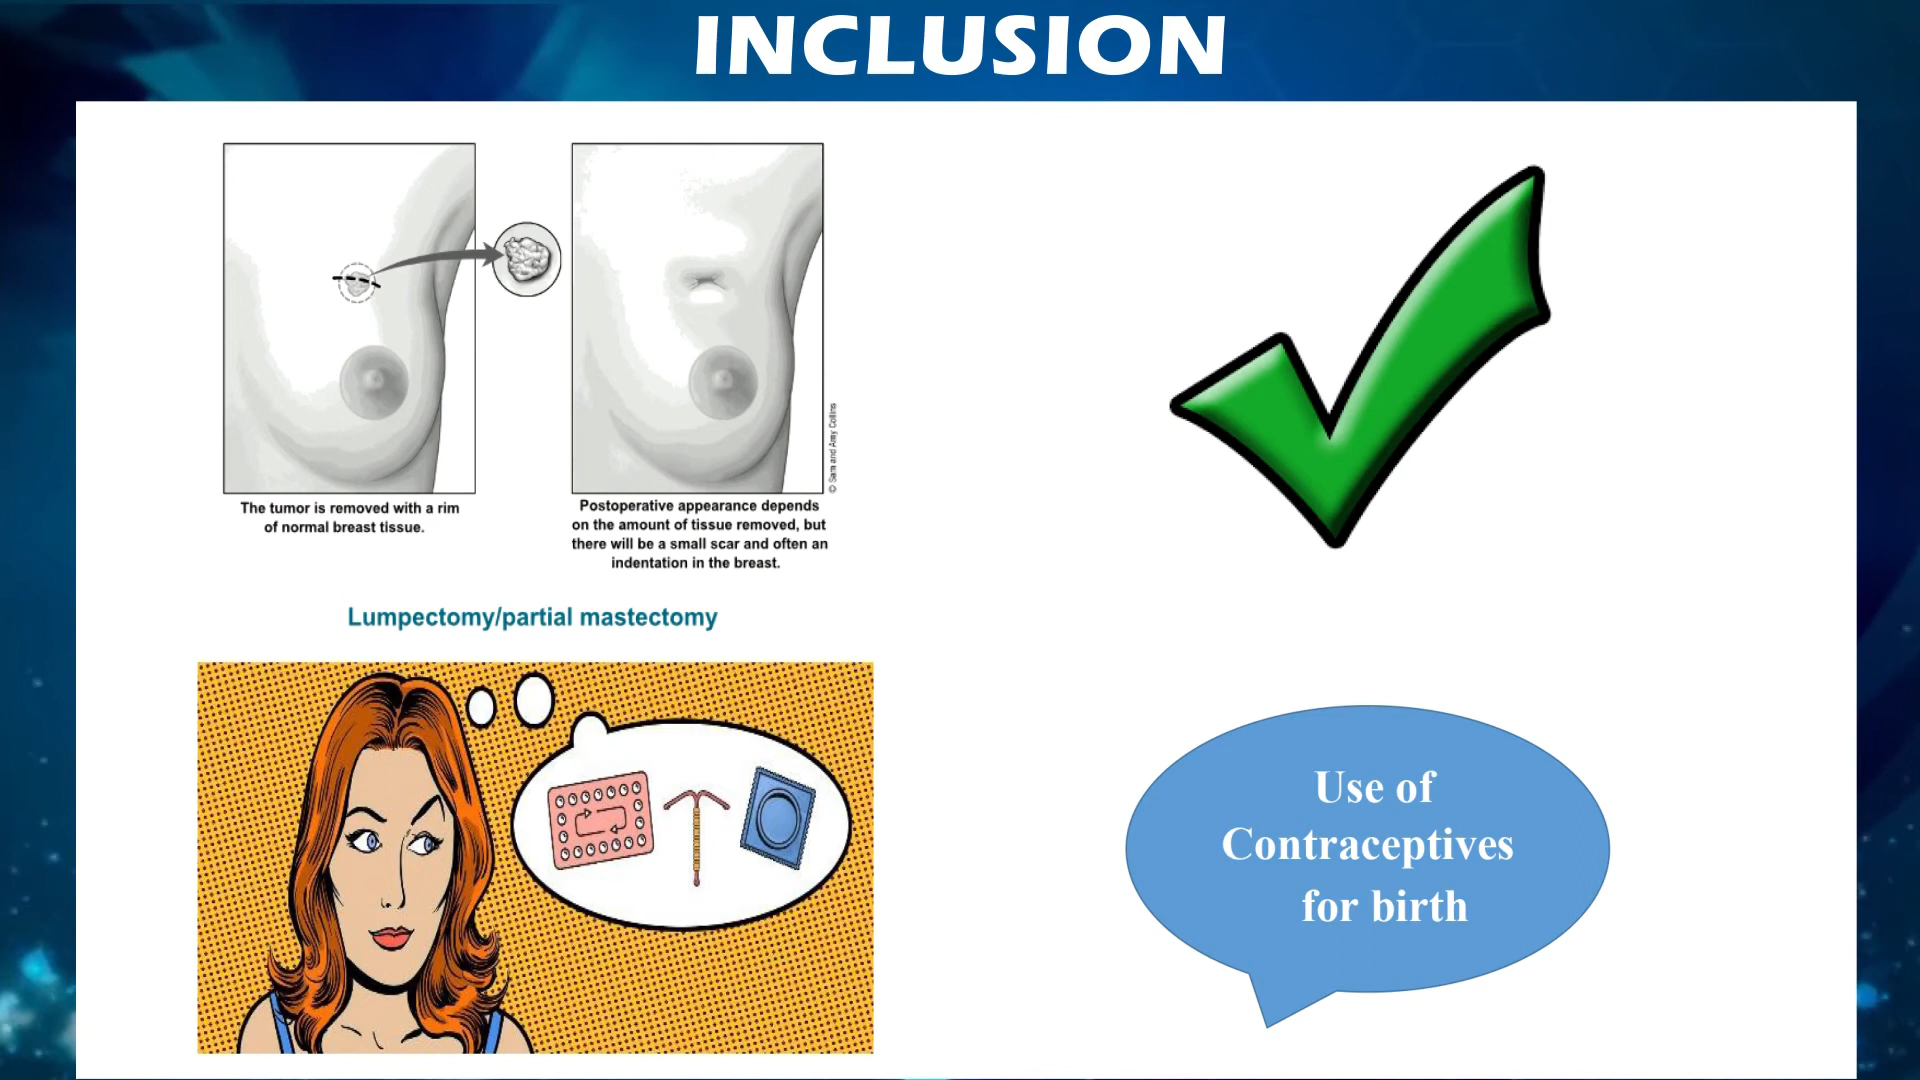 INCLUSION
The tumor is removed with a rim
of normal breast tissue.
Postoperative appearance depends
on the amount of tissue removed, but
there will be a small scar and often an
indentation in the breast.
© Sam and Amy Collins
Lumpectomy/partial mastectomy
Use of
Contraceptives
for birth